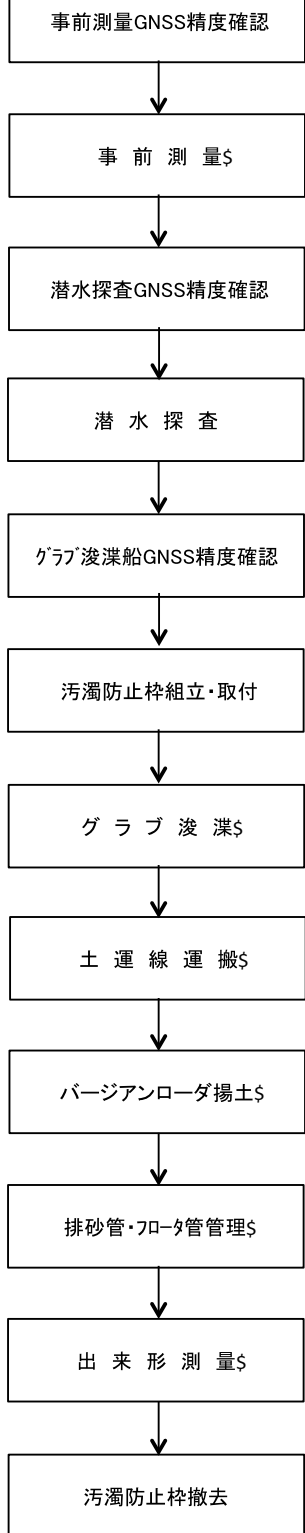 事前測量GNSS精度確認
事前測量$
潜水探査GNSS精度確認
潜水探査
グラブ浚渫船GNSS精度確認
汚濁防止枠組立・取付
グラブ浚渫$
土運線運搬$
バージアンローダ揚土$
排砂管・フロータ管管理$
出来形測量$
汚濁防止枠撤去